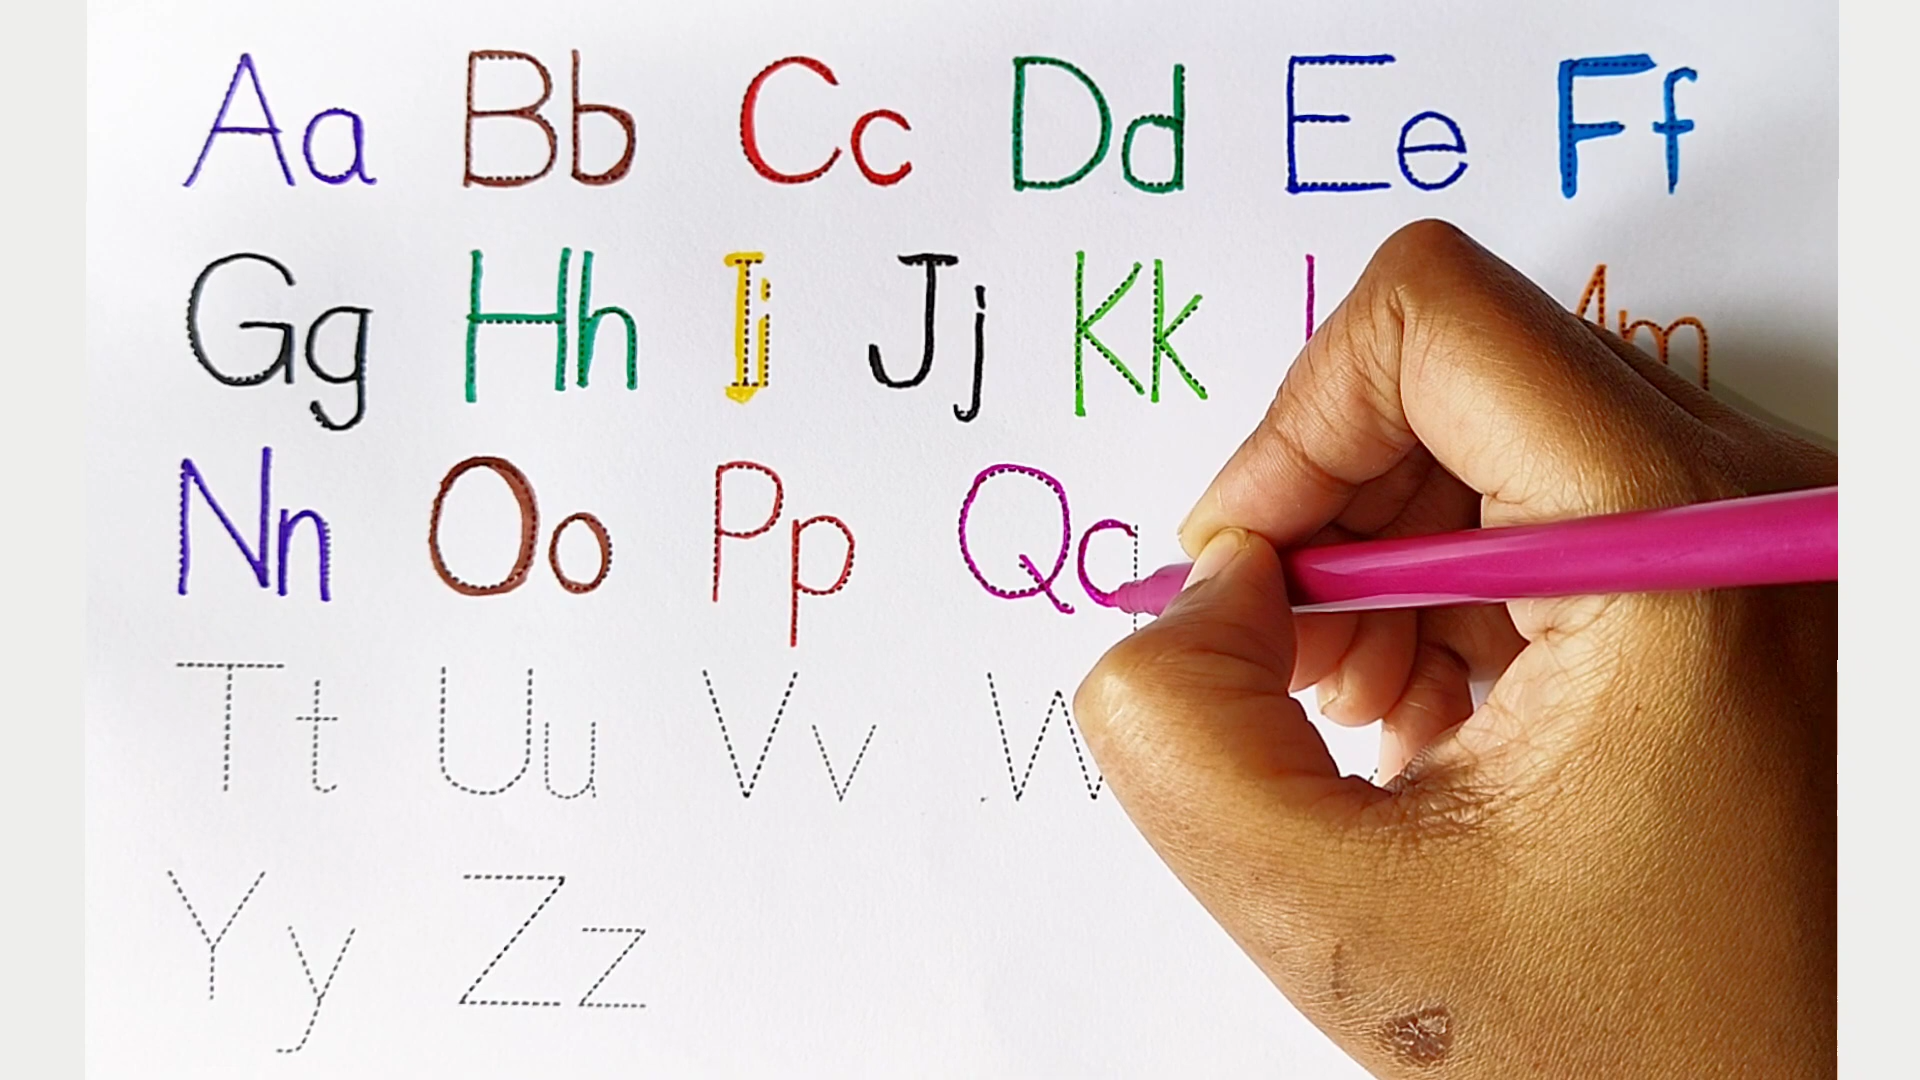 Aa Bb Cc Dd Ee Ff
Gg Hh Ii Jj Kk m
Nn Oo Pp Qq
Tt Uu Vv W
Yy Zz